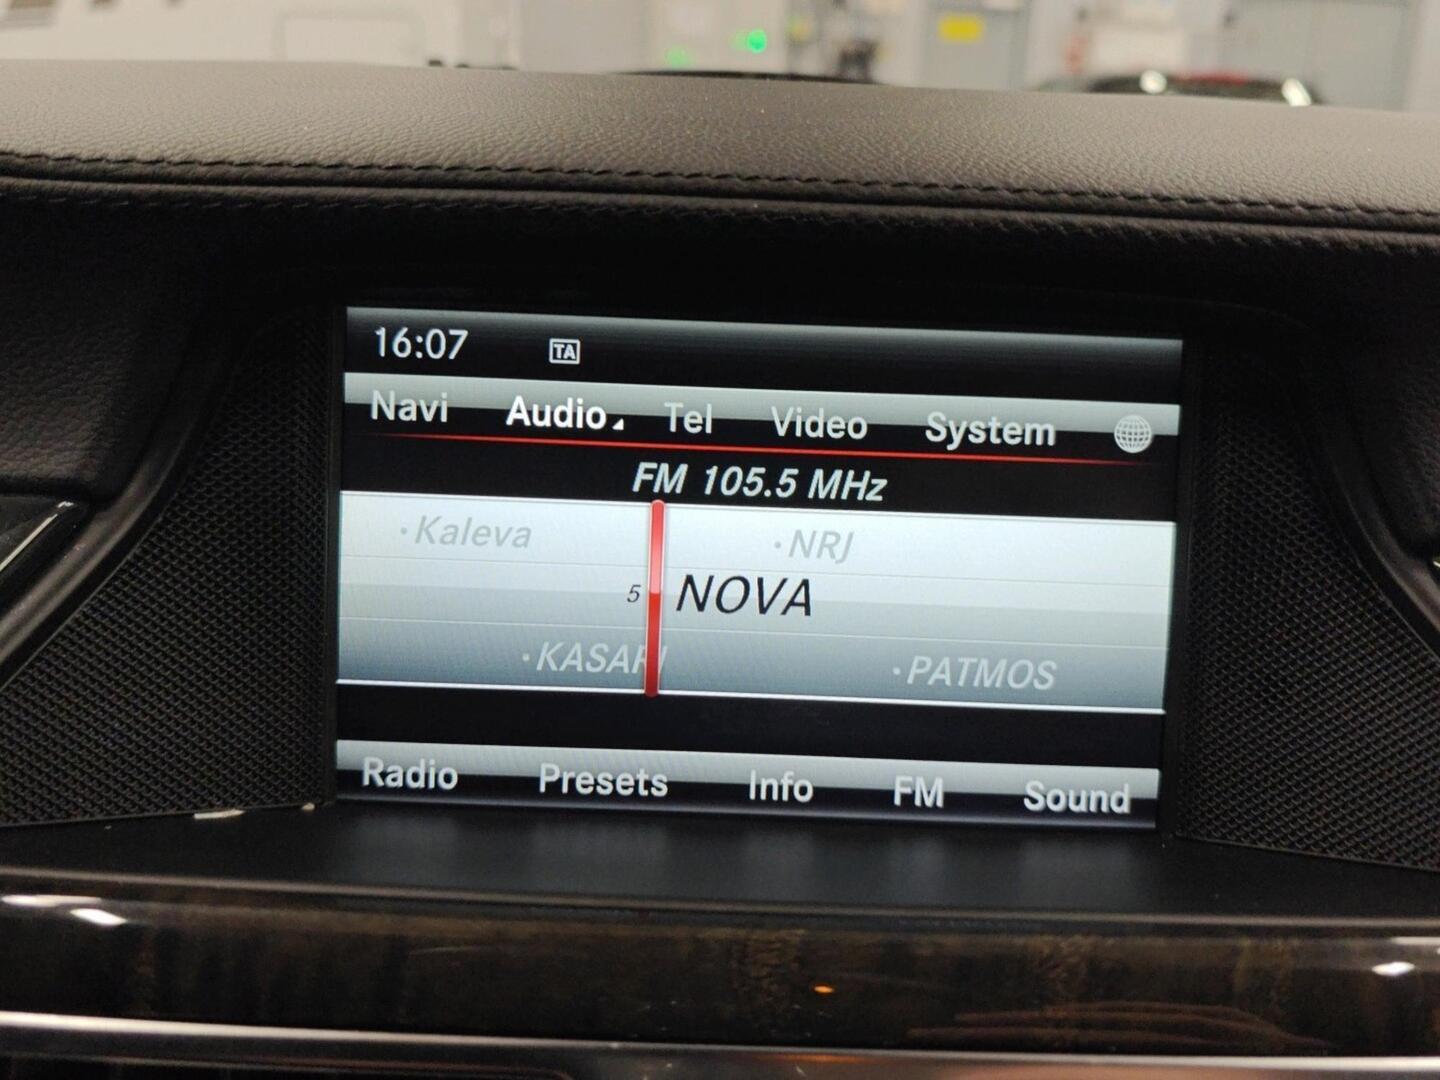 16:07 TA
Navi Audio Tel Video System
FM 105.5 MHz
·Kaleva ·NRJ
5 NOVA
·KASARI ·PATMOS
Radio Presets Info FM Sound